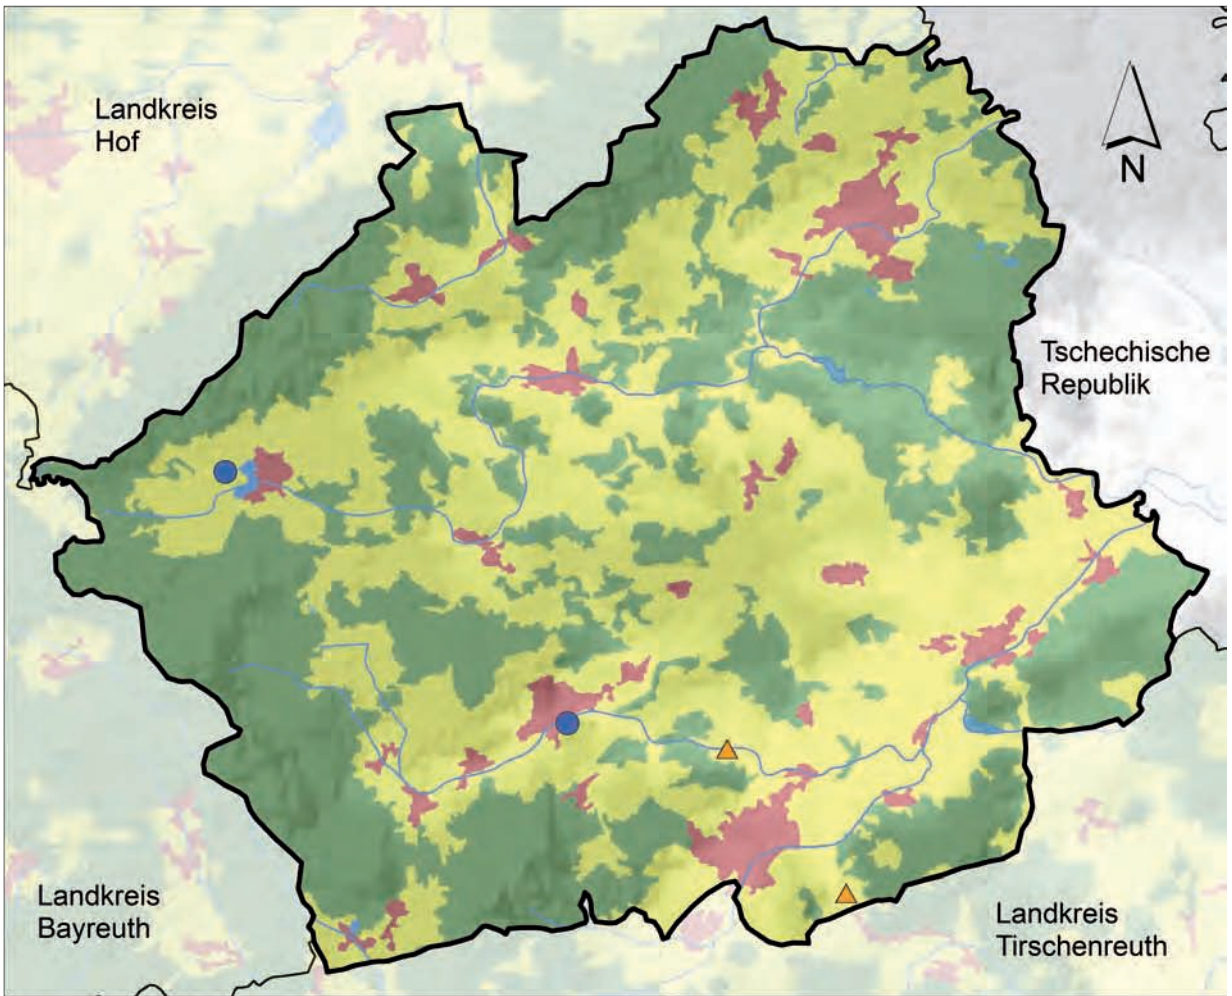 Landkreis
Hof
N
Tschechische
Republik
Landkreis
Bayreuth
Landkreis
Tirschenreuth